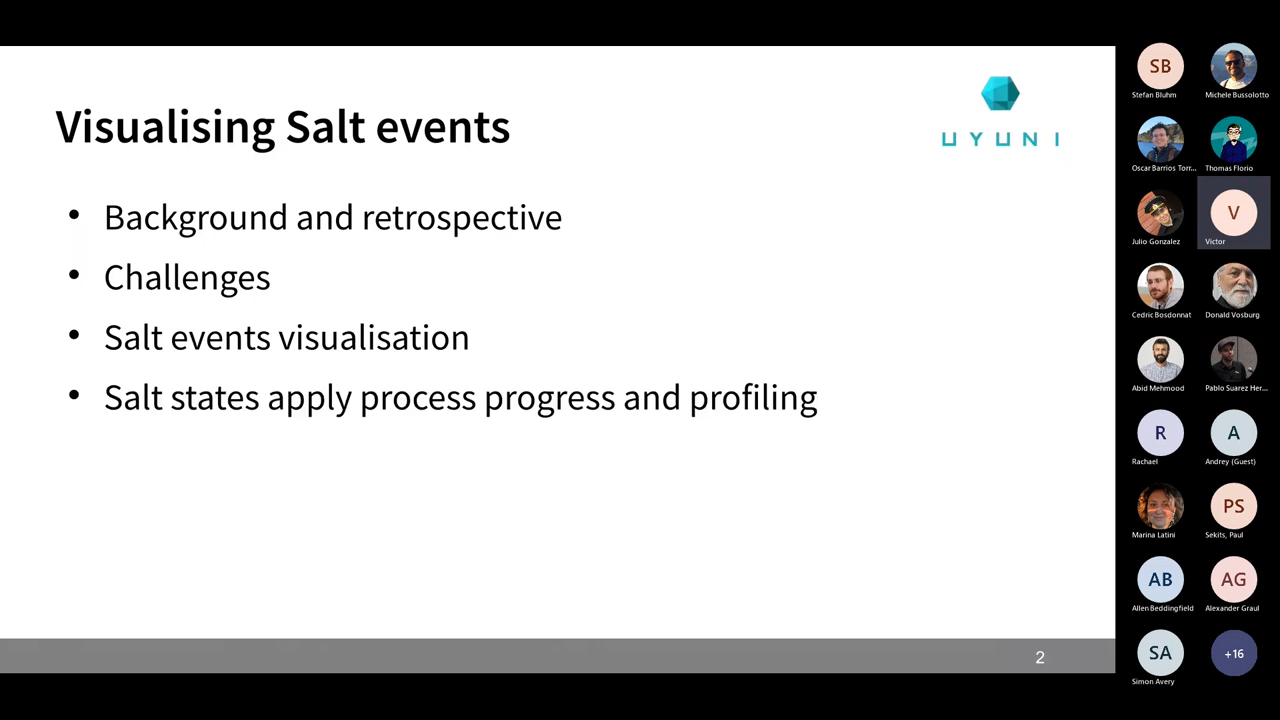 Visualising Salt events
UYUNI
• Background and retrospective
• Challenges
• Salt events visualisation
• Salt states apply process progress and profiling
2
SB
Stefan Bluhm
Michele Bussolotto
Oscar Barrios Torr...
Thomas Florio
Julio Gonzalez
V
Victor
Cedric Bosdonnat
Donald Vosburg
Abid Mehmood
Pablo Suarez Her...
R
Rachael
A
Andrey (Guest)
Marina Latini
PS
Sekits, Paul
AB
Allen Beddingfield
AG
Alexander Graul
SA
Simon Avery
+16